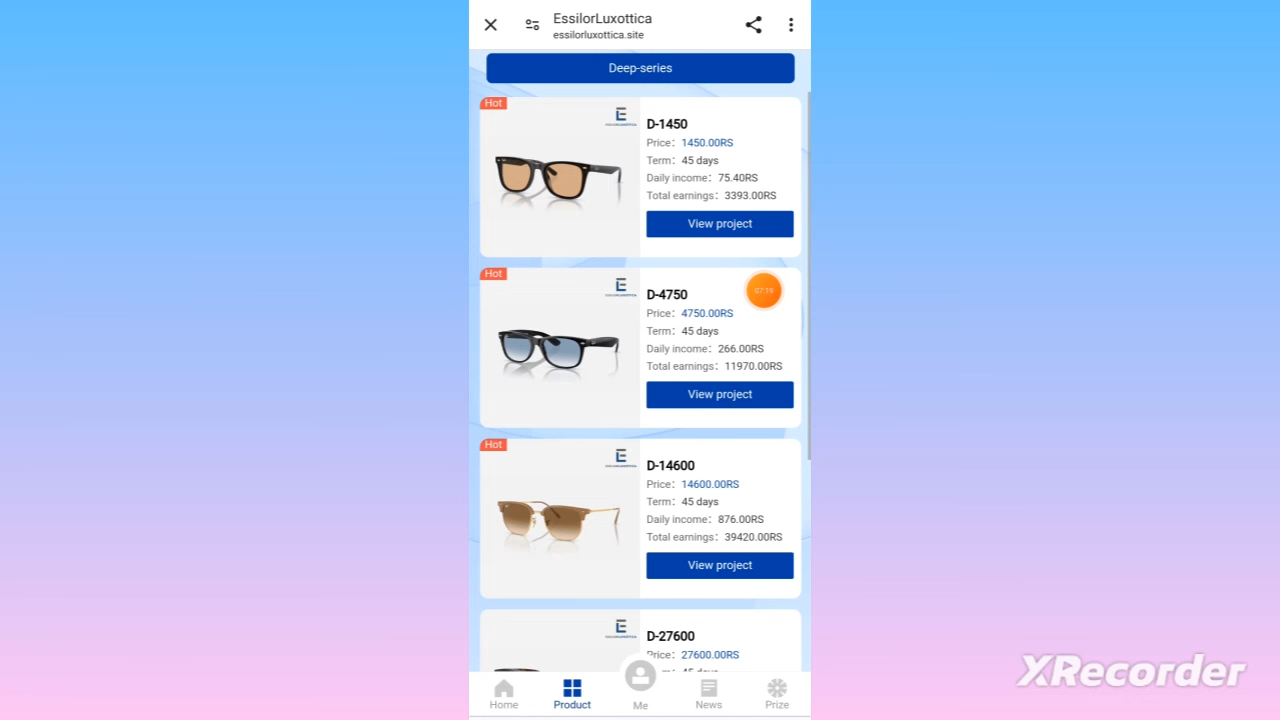 EssilorLuxottica
essilorluxottica.site
Deep-series
Hot
D-1450
Price: 1450.00RS
Term: 45 days
Daily income: 75.40RS
Total earnings: 3393.00RS
View project
Hot
D-4750
07:19
Price: 4750.00RS
Term: 45 days
Daily income: 266.00RS
Total earnings: 11970.00RS
View project
Hot
D-14600
Price: 14600.00RS
Term: 45 days
Daily income: 876.00RS
Total earnings: 39420.00RS
View project
D-27600
Price: 27600.00RS
45 days
Home
Product
Me
News
Prize
XRecorder